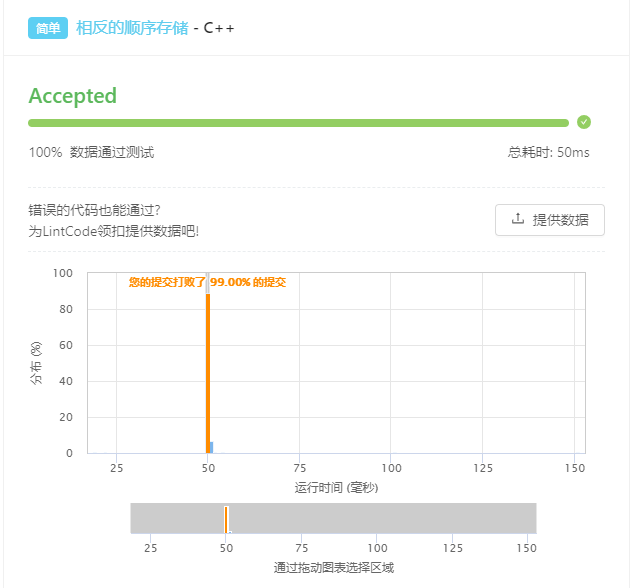 简单 相反的顺序存储 - C++
Accepted
100% 数据通过测试 总耗时: 50ms
错误的代码也能通过?
为LintCode领扣提供数据吧!
提供数据
您的提交打败了 99.00% 的提交
100
80
60
40
20
0
分布 (%)
25 50 75 100 125 150
运行时间 (毫秒)
25 50 75 100 125 150
通过拖动图表选择区域